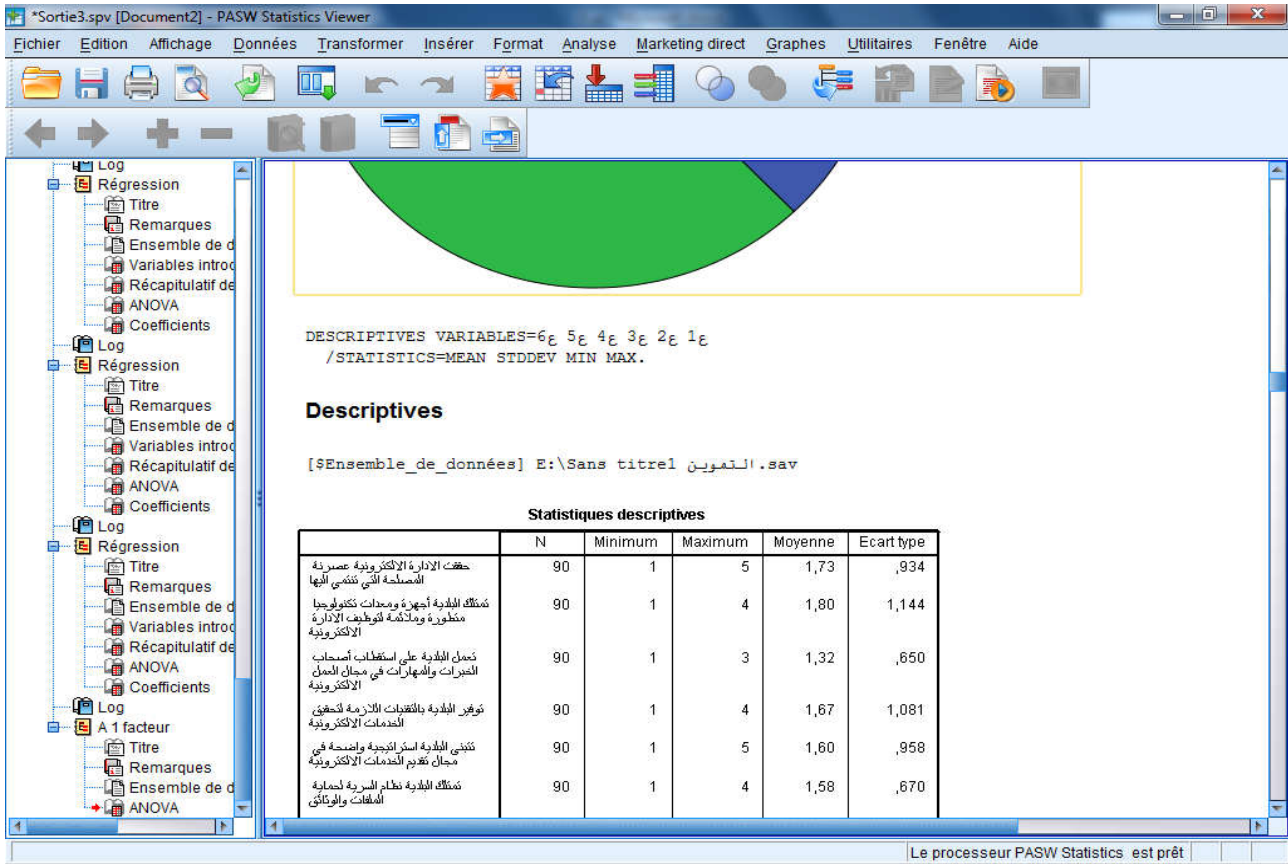 *Sortie3.spv [Document2] - PASW Statistics Viewer
Fichier Edition Affichage Données Transformer Insérer Format Analyse Marketing direct Graphes Utilitaires Fenêtre Aide
Log
Régression
Titre
Remarques
Ensemble de d
Variables introd
Récapitulatif de
ANOVA
Coefficients
Log
Régression
Titre
Remarques
Ensemble de d
Variables introd
Récapitulatif de
ANOVA
Coefficients
Log
Régression
Titre
Remarques
Ensemble de d
Variables introd
Récapitulatif de
ANOVA
Coefficients
Log
A 1 facteur
Titre
Remarques
Ensemble de d
ANOVA
DESCRIPTIVES VARIABLES=ع1 ع2 ع3 ع4 ع5 ع6
/STATISTICS=MEAN STDDEV MIN MAX.
Descriptives
[$Ensemble_de_données] E:\Sans titre1 التموين.sav
Statistiques descriptives
N Minimum Maximum Moyenne Ecart type
حققت الادارة الالكترونية عصرنة
المصلحة التي تنتمي اليها
90 1 5 1,73 ,934
تمتلك البلدية أجهزة ومعدات تكنولوجيا
متطورة وملائمة لتوظيف الادارة
الالكترونية
90 1 4 1,80 1,144
تعمل البلدية على استقطاب أصحاب
الخبرات والمهارات في مجال العمل
الالكترونية
90 1 3 1,32 ,650
توفير البلدية بالتقنيات اللازمة لتحقيق
الخدمات الالكترونية
90 1 4 1,67 1,081
تتبنى البلدية استراتيجية واضحة في
مجال تقديم الخدمات الالكترونية
90 1 5 1,60 ,958
تمتلك البلدية نظام السرية لحماية
الملفات والوثائق
90 1 4 1,58 ,670
Le processeur PASW Statistics est prêt